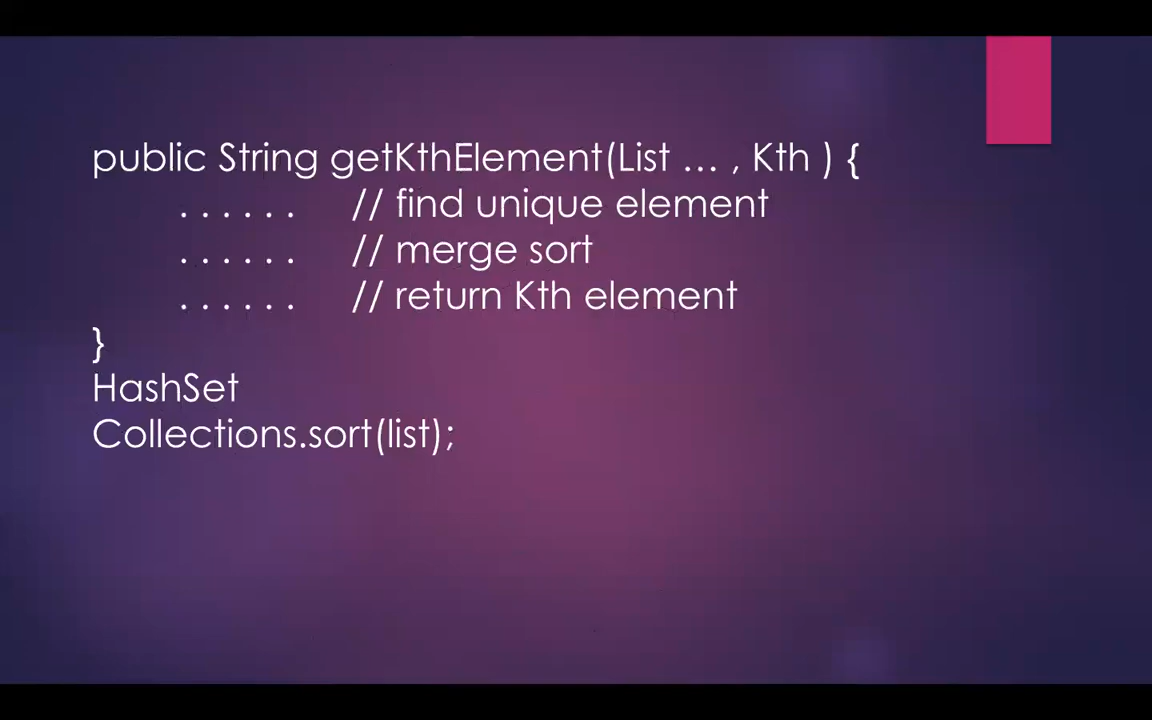 public String getKthElement(List ... , Kth ) {
. . . . . . // find unique element
. . . . . . // merge sort
. . . . . . // return Kth element
}
HashSet
Collections.sort(list);